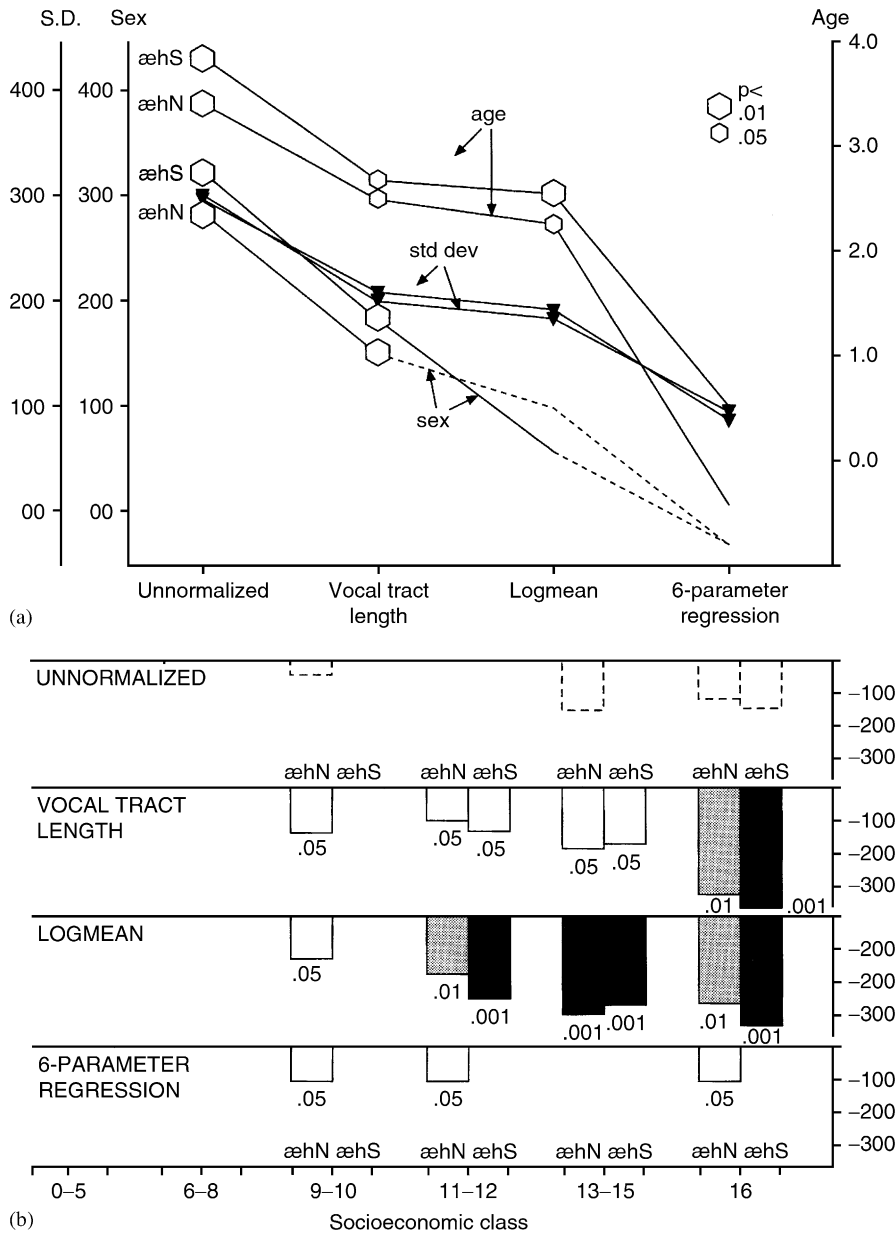 S.D. Sex Age
4.0
æhS
400 400
p<
æhN
.01
age
.05
3.0
æhS
300 300
æhN
std dev
2.0
200 200
1.0
100 100
sex
0.0
00 00
Unnormalized Vocal tract Logmean 6-parameter
length regression
(a)
UNNORMALIZED
–100
–200
–300
æhN æhS æhN æhS æhN æhS æhN æhS
VOCAL TRACT
LENGTH
–100
.05 .05 .05 .05 .05
–200
–300
.01 .001
LOGMEAN
–200
.05
–200
.01
–300
.001 .001 .001 .01 .001
6-PARAMETER
REGRESSION
–100
.05 .05 .05
–200
–300
æhN æhS æhN æhS æhN æhS æhN æhS
0–5 6–8 9–10 11–12 13–15 16
(b)
Socioeconomic class